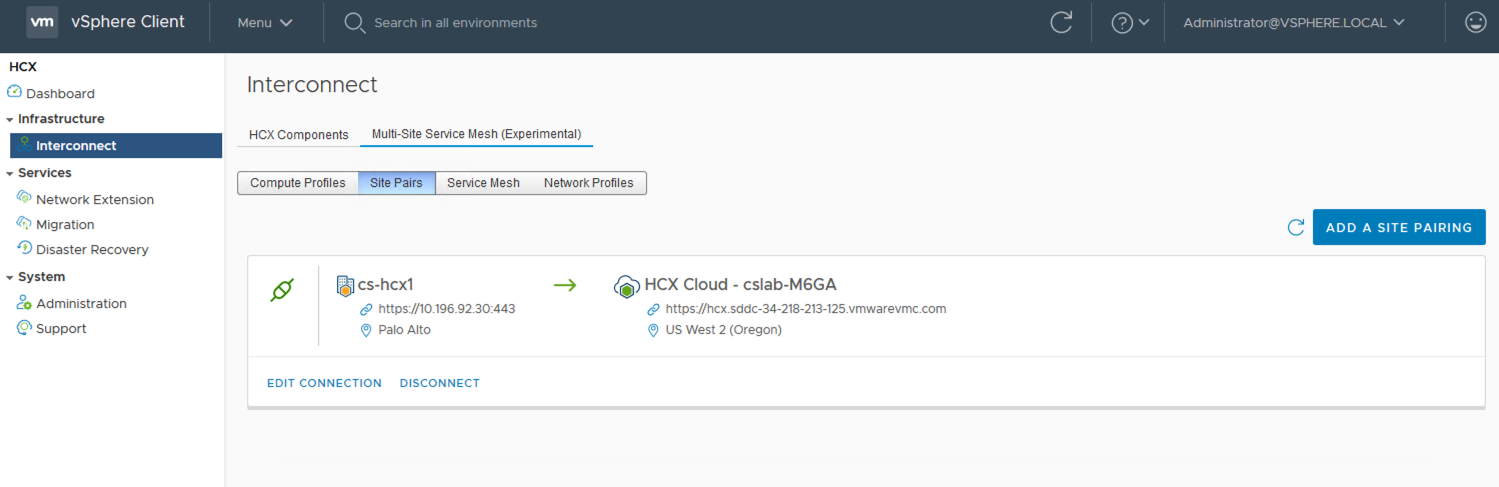 vm vSphere Client Menu Search in all environments Administrator@VSPHERE.LOCAL
HCX
Dashboard
Infrastructure
Interconnect
Services
Network Extension
Migration
Disaster Recovery
System
Administration
Support
Interconnect
HCX Components Multi-Site Service Mesh (Experimental)
Compute Profiles Site Pairs Service Mesh Network Profiles
ADD A SITE PAIRING
cs-hcx1
https://10.196.92.30:443
Palo Alto
HCX Cloud - cslab-M6GA
https://hcx.sddc-34-218-213-125.vmwarevmc.com
US West 2 (Oregon)
EDIT CONNECTION DISCONNECT